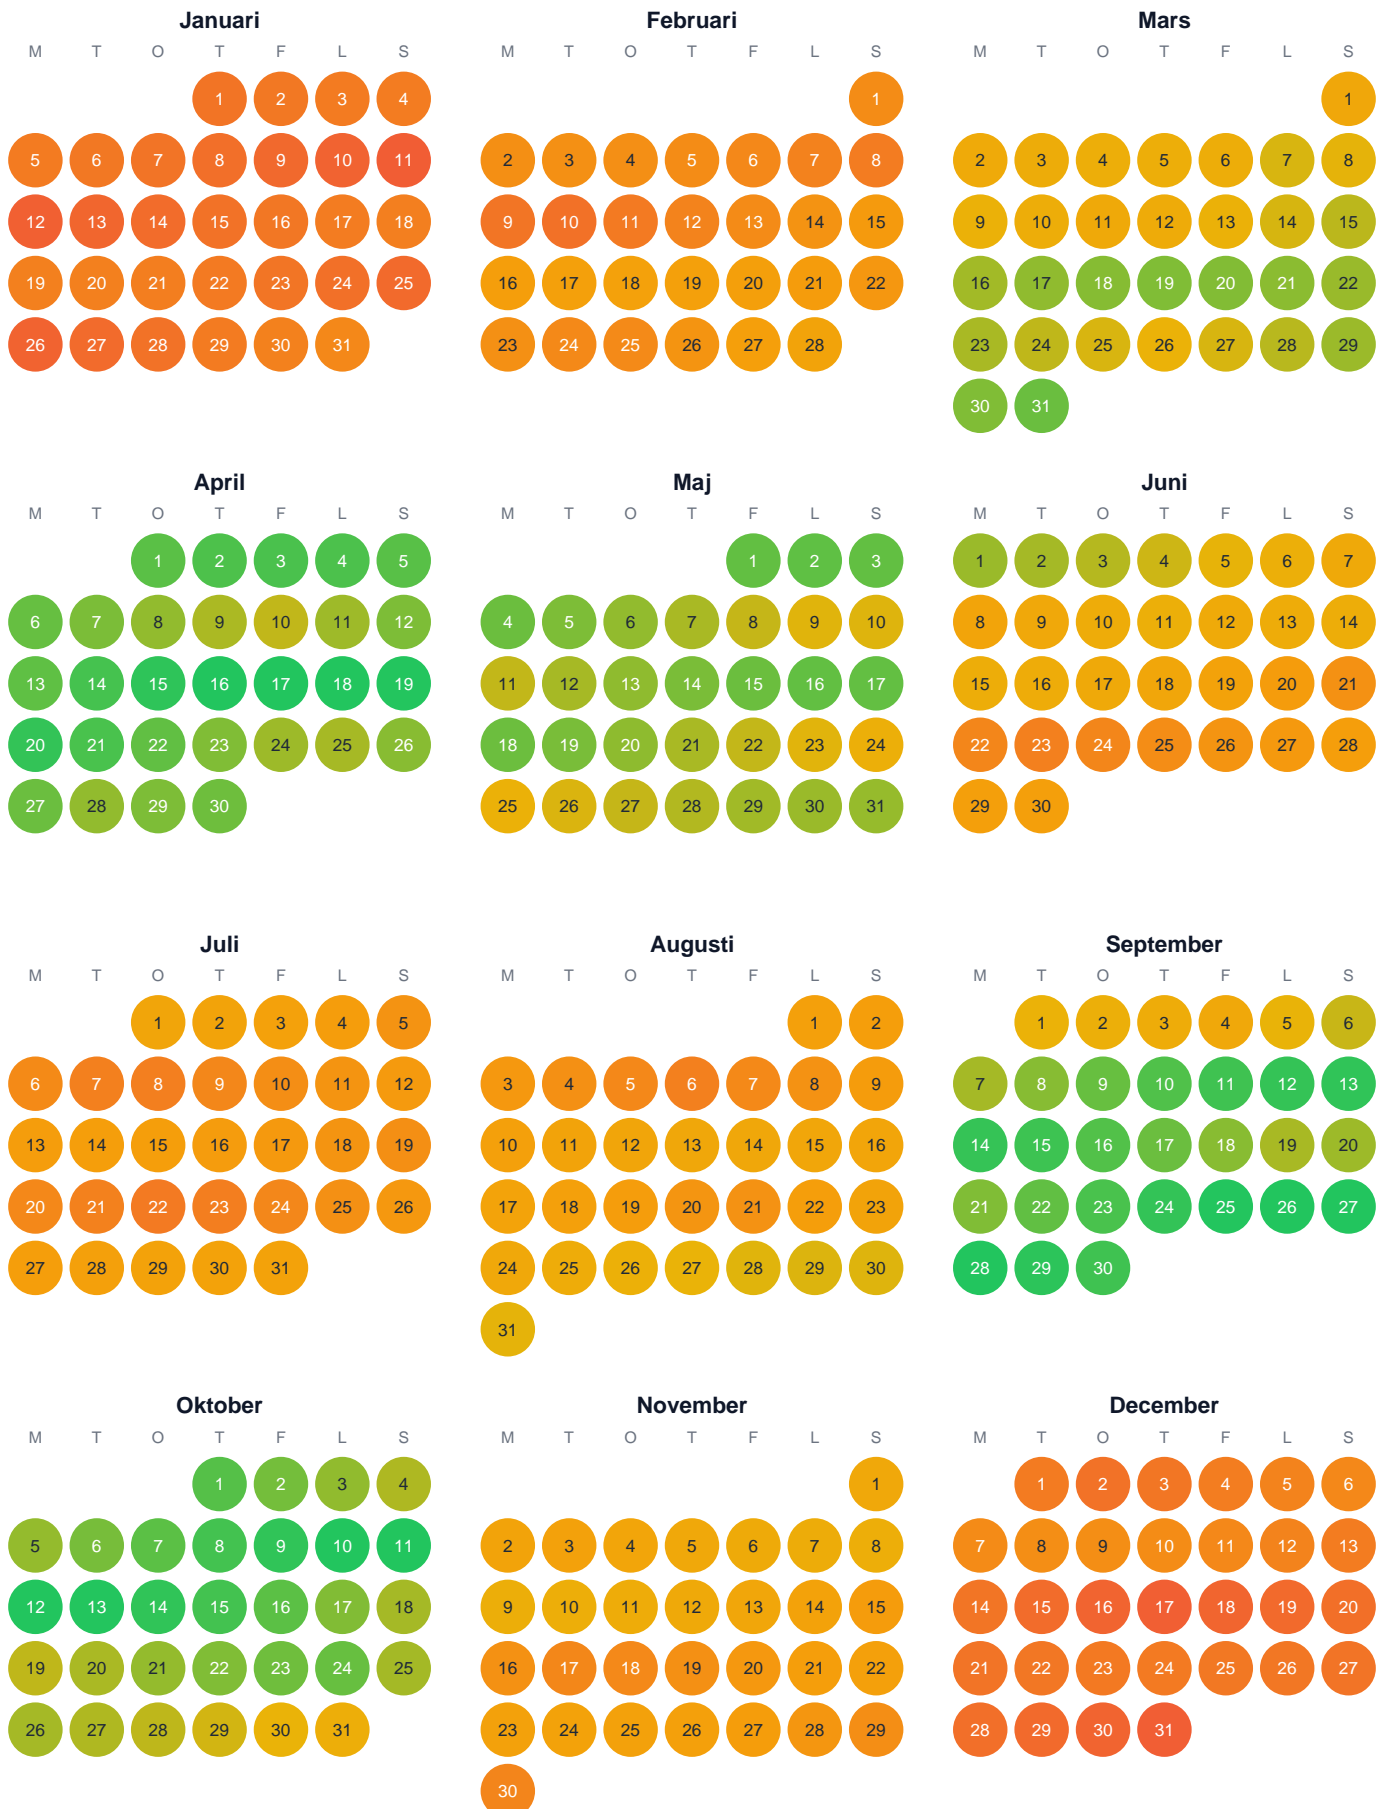 Januari Februari Mars
M T O T F L S M T O T F L S M T O T F L S
1 2 3 4 1 1
5 6 7 8 9 10 11 2 3 4 5 6 7 8 2 3 4 5 6 7 8
12 13 14 15 16 17 18 9 10 11 12 13 14 15 9 10 11 12 13 14 15
19 20 21 22 23 24 25 16 17 18 19 20 21 22 16 17 18 19 20 21 22
26 27 28 29 30 31 23 24 25 26 27 28 23 24 25 26 27 28 29
30 31
April Maj Juni
M T O T F L S M T O T F L S M T O T F L S
1 2 3 4 5 1 2 3 1 2 3 4 5 6 7
6 7 8 9 10 11 12 4 5 6 7 8 9 10 8 9 10 11 12 13 14
13 14 15 16 17 18 19 11 12 13 14 15 16 17 15 16 17 18 19 20 21
20 21 22 23 24 25 26 18 19 20 21 22 23 24 22 23 24 25 26 27 28
27 28 29 30 25 26 27 28 29 30 31 29 30
Juli Augusti September
M T O T F L S M T O T F L S M T O T F L S
1 2 3 4 5 1 2 1 2 3 4 5 6
6 7 8 9 10 11 12 3 4 5 6 7 8 9 7 8 9 10 11 12 13
13 14 15 16 17 18 19 10 11 12 13 14 15 16 14 15 16 17 18 19 20
20 21 22 23 24 25 26 17 18 19 20 21 22 23 21 22 23 24 25 26 27
27 28 29 30 31 24 25 26 27 28 29 30 28 29 30
31
Oktober November December
M T O T F L S M T O T F L S M T O T F L S
1 2 3 4 1 1 2 3 4 5 6
5 6 7 8 9 10 11 2 3 4 5 6 7 8 7 8 9 10 11 12 13
12 13 14 15 16 17 18 9 10 11 12 13 14 15 14 15 16 17 18 19 20
19 20 21 22 23 24 25 16 17 18 19 20 21 22 21 22 23 24 25 26 27
26 27 28 29 30 31 23 24 25 26 27 28 29 28 29 30 31
30